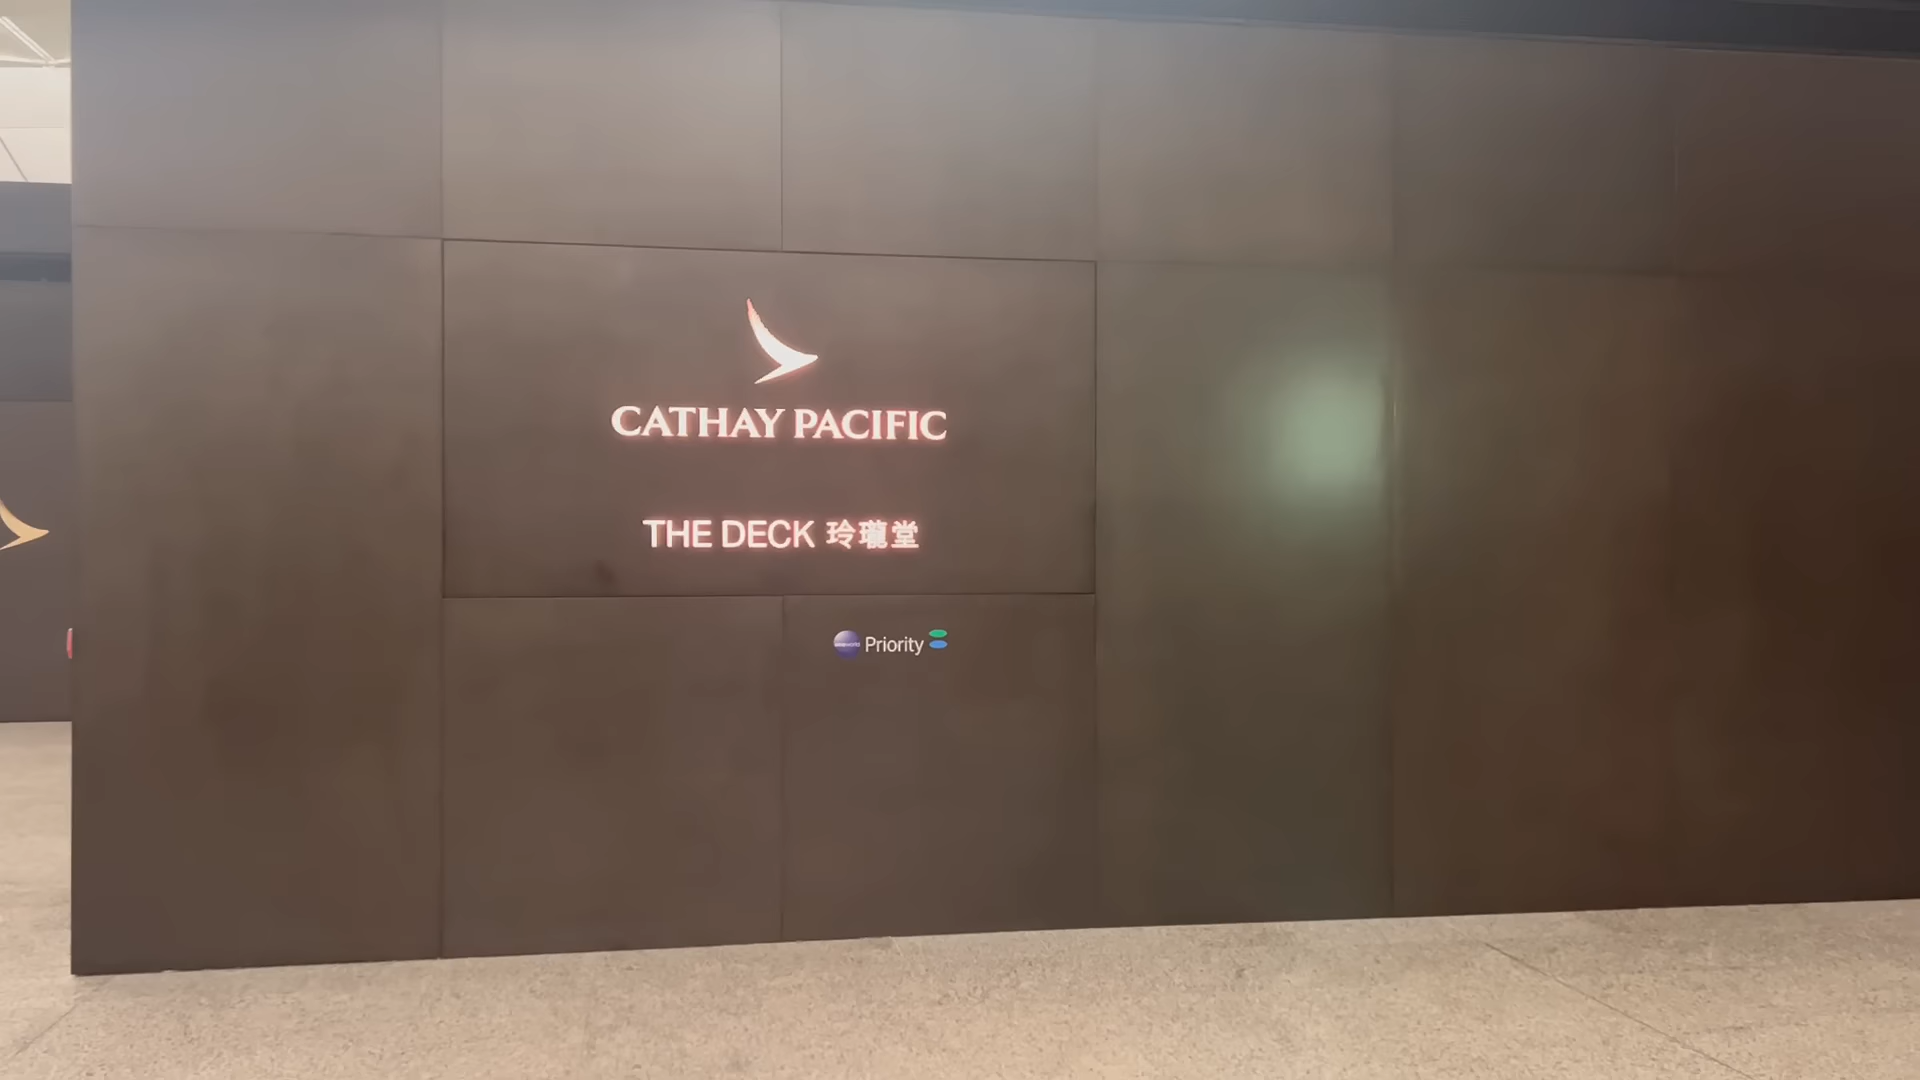 CATHAY PACIFIC
THE DECK 玲瓏堂
Priority